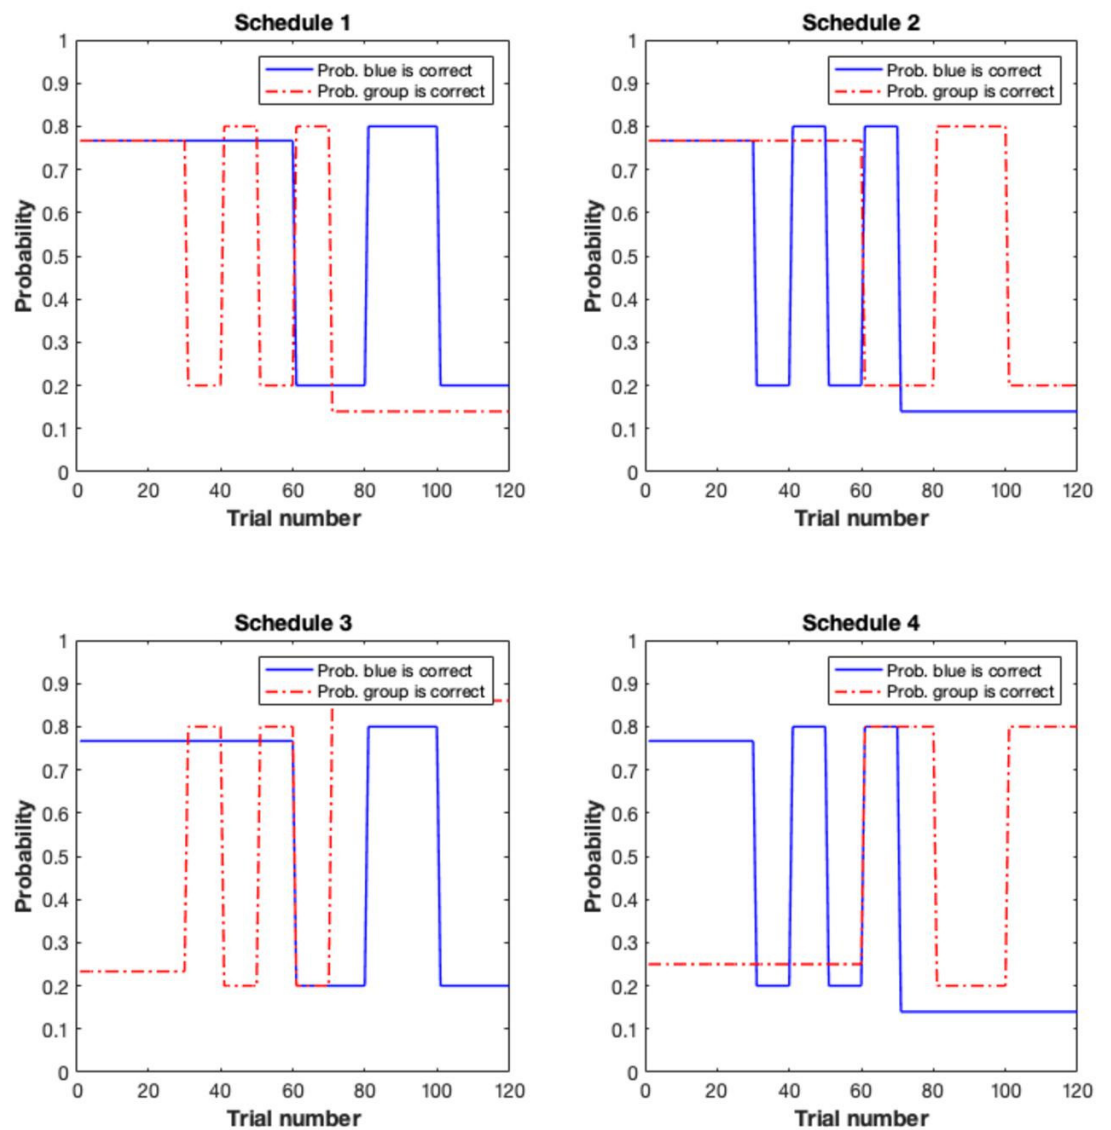 Schedule 1
Prob. blue is correct
Prob. group is correct
1
0.9
0.8
0.7
0.6
0.5
0.4
0.3
0.2
0.1
0
Probability
0 20 40 60 80 100 120
Trial number
Schedule 2
Prob. blue is correct
Prob. group is correct
1
0.9
0.8
0.7
0.6
0.5
0.4
0.3
0.2
0.1
0
Probability
0 20 40 60 80 100 120
Trial number
Schedule 3
Prob. blue is correct
Prob. group is correct
1
0.9
0.8
0.7
0.6
0.5
0.4
0.3
0.2
0.1
0
Probability
0 20 40 60 80 100 120
Trial number
Schedule 4
Prob. blue is correct
Prob. group is correct
1
0.9
0.8
0.7
0.6
0.5
0.4
0.3
0.2
0.1
0
Probability
0 20 40 60 80 100 120
Trial number